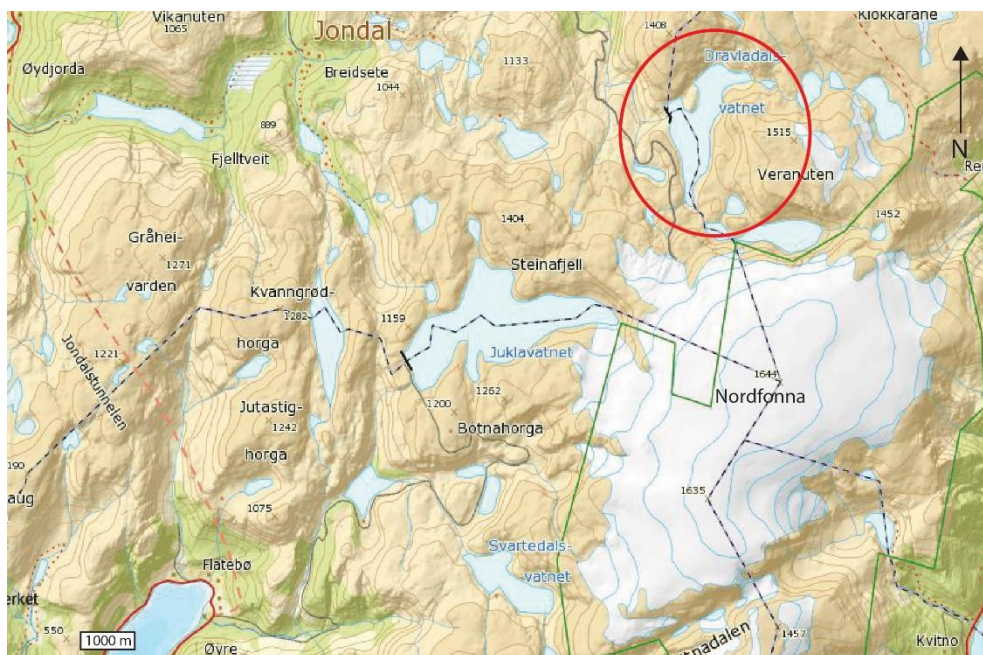 Vikanuten
1065
Jondal
Øydjorda
Breidsete
1044
1133
1408
Klokkarane
Dravladals-
vatnet
889
Fjelltveit
1515
Veranuten
N
1452
1404
Gråhei-
1271
varden
Steinafjell
Kvanngrød-
1282
1159
horga
1221
Juklavatnet
Jondalstunnelen
1644
Nordfonna
1262
1200
Jutastig-
1242
horga
Botnahorga
190
1635
1075
Svartedals-
vatnet
Flatebø
550
1000 m
Øvre
1457
Kvitno